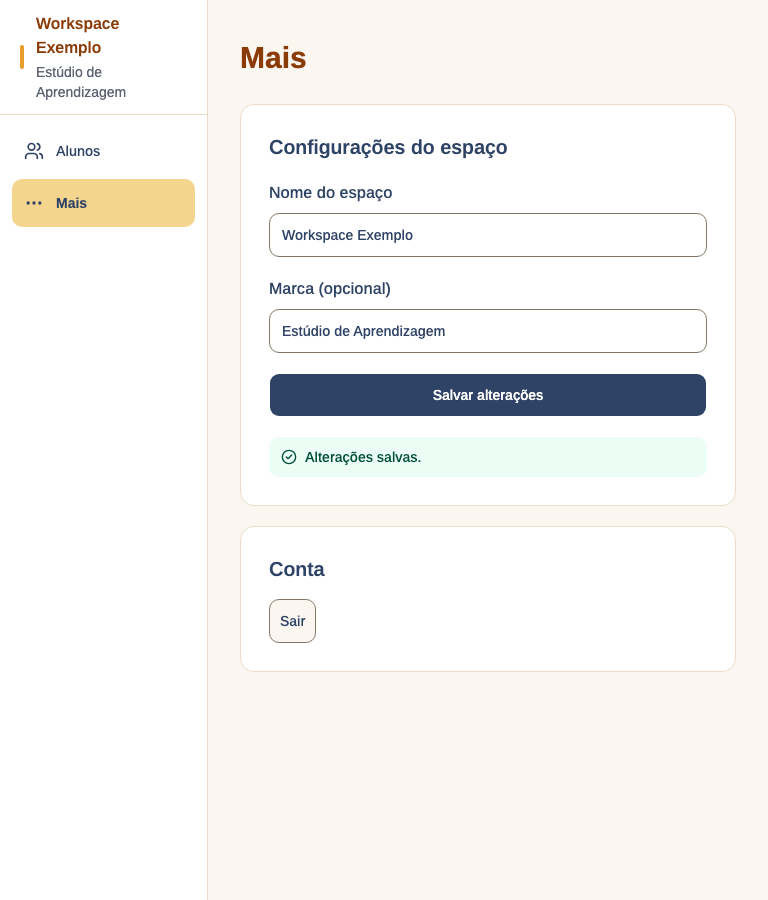 Workspace
Exemplo
Estúdio de
Aprendizagem
Alunos
Mais
Mais
Configurações do espaço
Nome do espaço
Workspace Exemplo
Marca (opcional)
Estúdio de Aprendizagem
Salvar alterações
Alterações salvas.
Conta
Sair